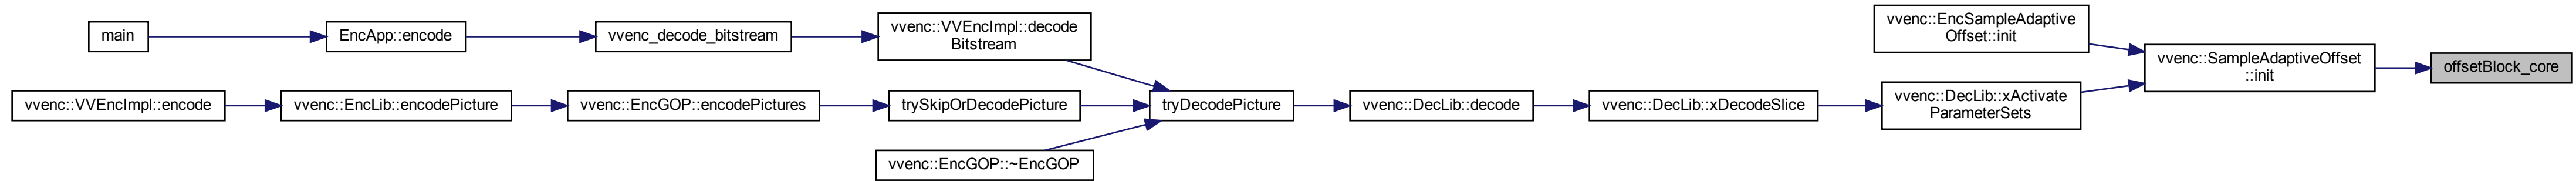 main
EncApp::encode
vvenc_decode_bitstream
vvenc::VVEncImpl::decode
Bitstream
vvenc::EncSampleAdaptive
Offset::init
vvenc::SampleAdaptiveOffset
::init
offsetBlock_core
vvenc::VVEncImpl::encode
vvenc::EncLib::encodePicture
vvenc::EncGOP::encodePictures
trySkipOrDecodePicture
tryDecodePicture
vvenc::DecLib::decode
vvenc::DecLib::xDecodeSlice
vvenc::DecLib::xActivate
ParameterSets
vvenc::EncGOP::~EncGOP